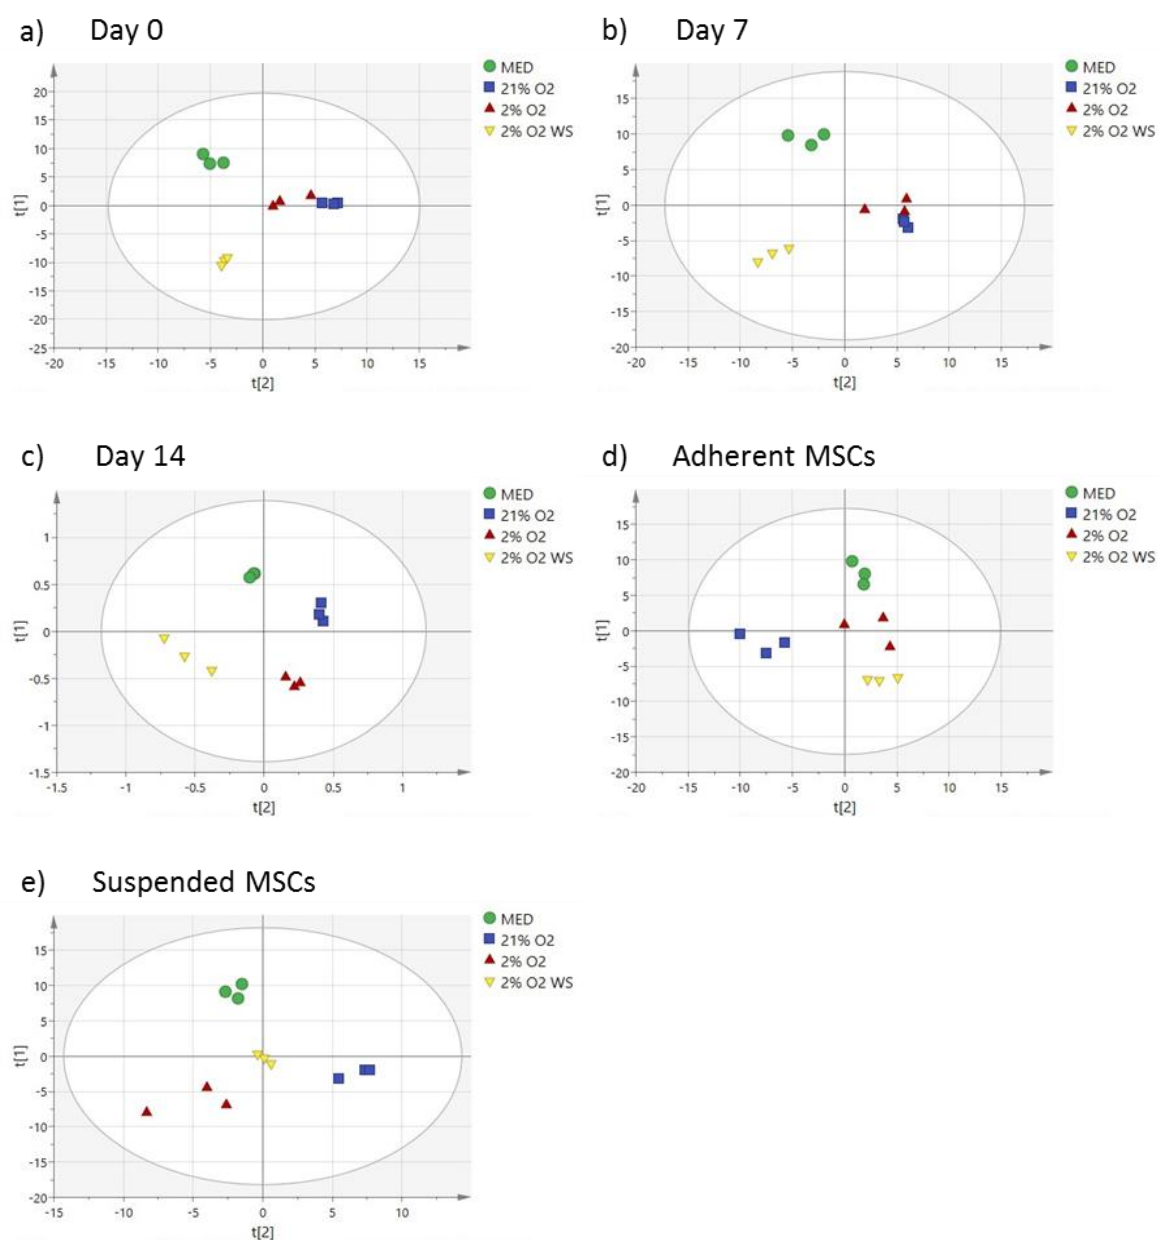 a) Day 0
MED
21% O2
2% O2
2% O2 WS
20
15
10
5
0
-5
-10
-15
-20
-25
t[1]
-20 -15 -10 -5 0 5 10 15
t[2]
b) Day 7
MED
21% O2
2% O2
2% O2 WS
15
10
5
0
-5
-10
-15
-20
t[1]
-20 -15 -10 -5 0 5 10 15
t[2]
c) Day 14
MED
21% O2
2% O2
2% O2 WS
1
0.5
0
-0.5
-1
-1.5
t[1]
-1.5 -1 -0.5 0 0.5 1
t[2]
d) Adherent MSCs
MED
21% O2
2% O2
2% O2 WS
15
10
5
0
-5
-10
-15
-20
t[1]
-20 -15 -10 -5 0 5 10 15
t[2]
e) Suspended MSCs
MED
21% O2
2% O2
2% O2 WS
15
10
5
0
-5
-10
-15
-20
t[1]
-15 -10 -5 0 5 10
t[2]